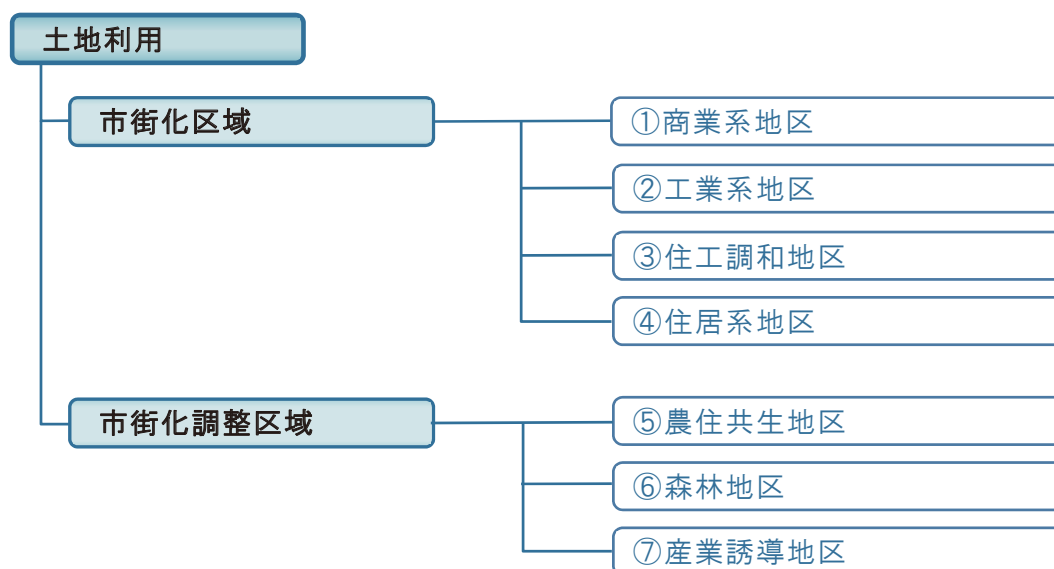 土地利用
市街化区域
①商業系地区
②工業系地区
③住工調和地区
④住居系地区
市街化調整区域
⑤農住共生地区
⑥森林地区
⑦産業誘導地区